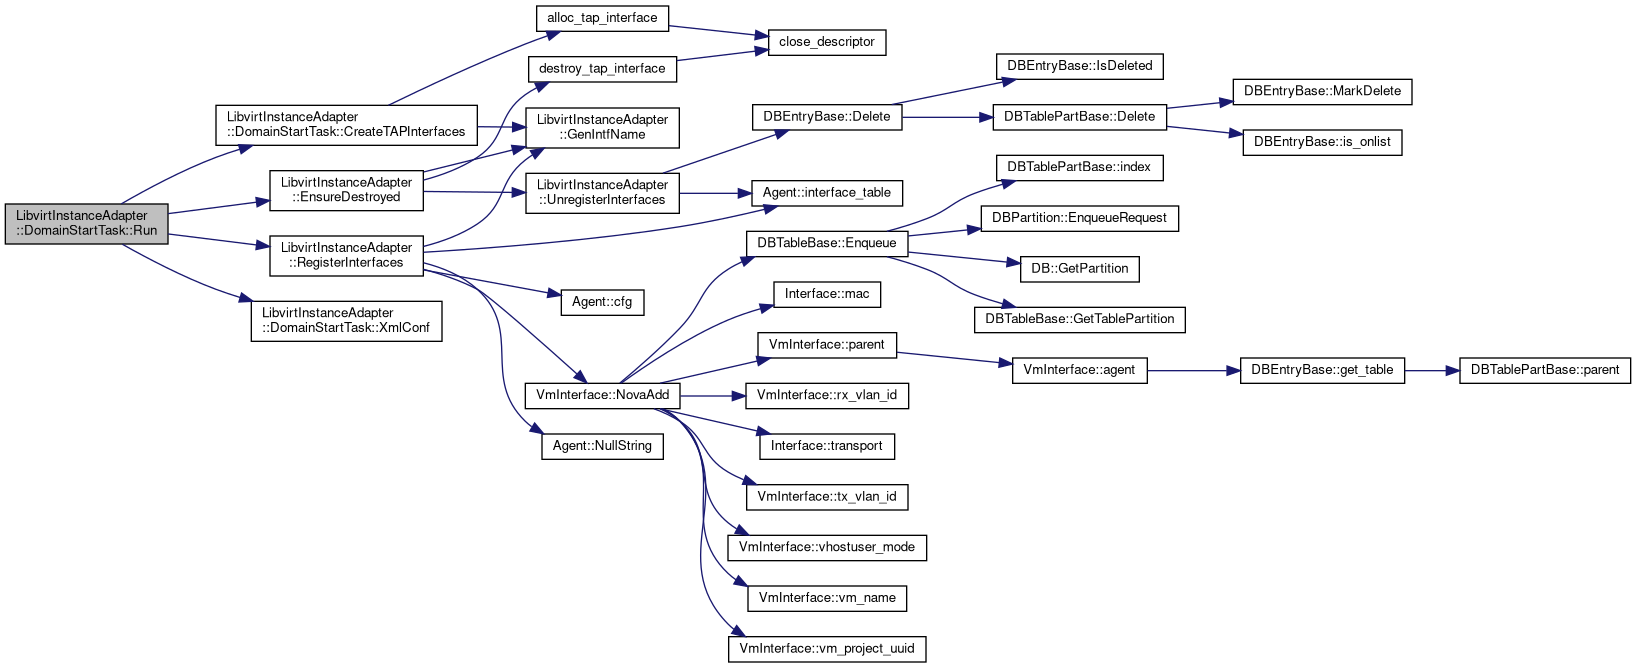 LibvirtInstanceAdapter
::DomainStartTask::Run
LibvirtInstanceAdapter
::DomainStartTask::CreateTAPInterfaces
LibvirtInstanceAdapter
::EnsureDestroyed
LibvirtInstanceAdapter
::RegisterInterfaces
LibvirtInstanceAdapter
::DomainStartTask::XmlConf
alloc_tap_interface
destroy_tap_interface
LibvirtInstanceAdapter
::GenIntfName
LibvirtInstanceAdapter
::UnregisterInterfaces
Agent::cfg
VmInterface::NovaAdd
Agent::NullString
close_descriptor
DBEntryBase::Delete
Agent::interface_table
DBTableBase::Enqueue
Interface::mac
VmInterface::parent
VmInterface::rx_vlan_id
Interface::transport
VmInterface::tx_vlan_id
VmInterface::vhostuser_mode
VmInterface::vm_name
VmInterface::vm_project_uuid
DBEntryBase::IsDeleted
DBTablePartBase::Delete
DBTablePartBase::index
DBPartition::EnqueueRequest
DB::GetPartition
DBTableBase::GetTablePartition
VmInterface::agent
DBEntryBase::MarkDelete
DBEntryBase::is_onlist
DBEntryBase::get_table
DBTablePartBase::parent